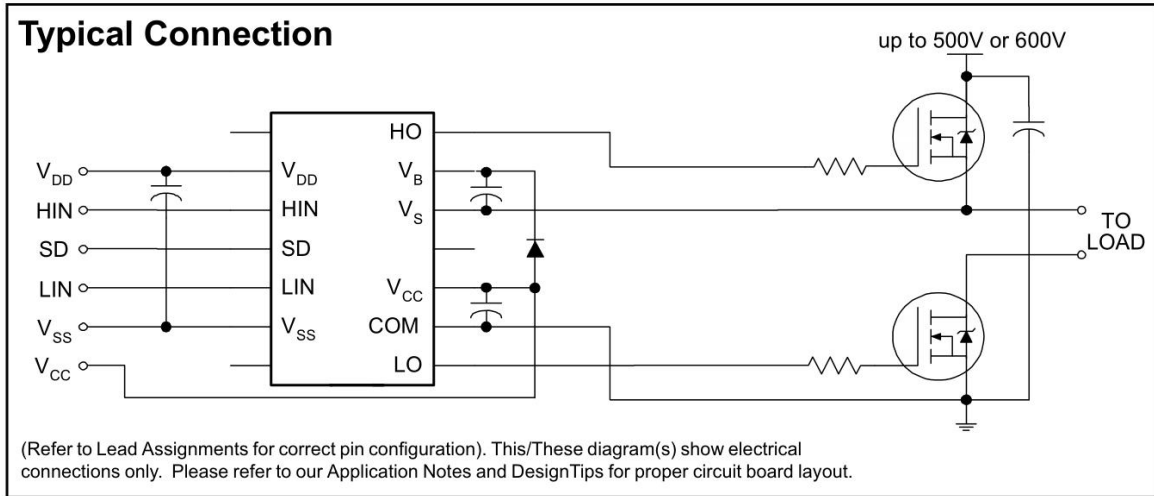 Typical Connection
up to 500V or 600V
HO
VDD
VDD
VB
HIN
HIN
VS
TO
LOAD
SD
SD
LIN
LIN
VCC
VSS
VSS
COM
VCC
LO
(Refer to Lead Assignments for correct pin configuration). This/These diagram(s) show electrical
connections only. Please refer to our Application Notes and DesignTips for proper circuit board layout.